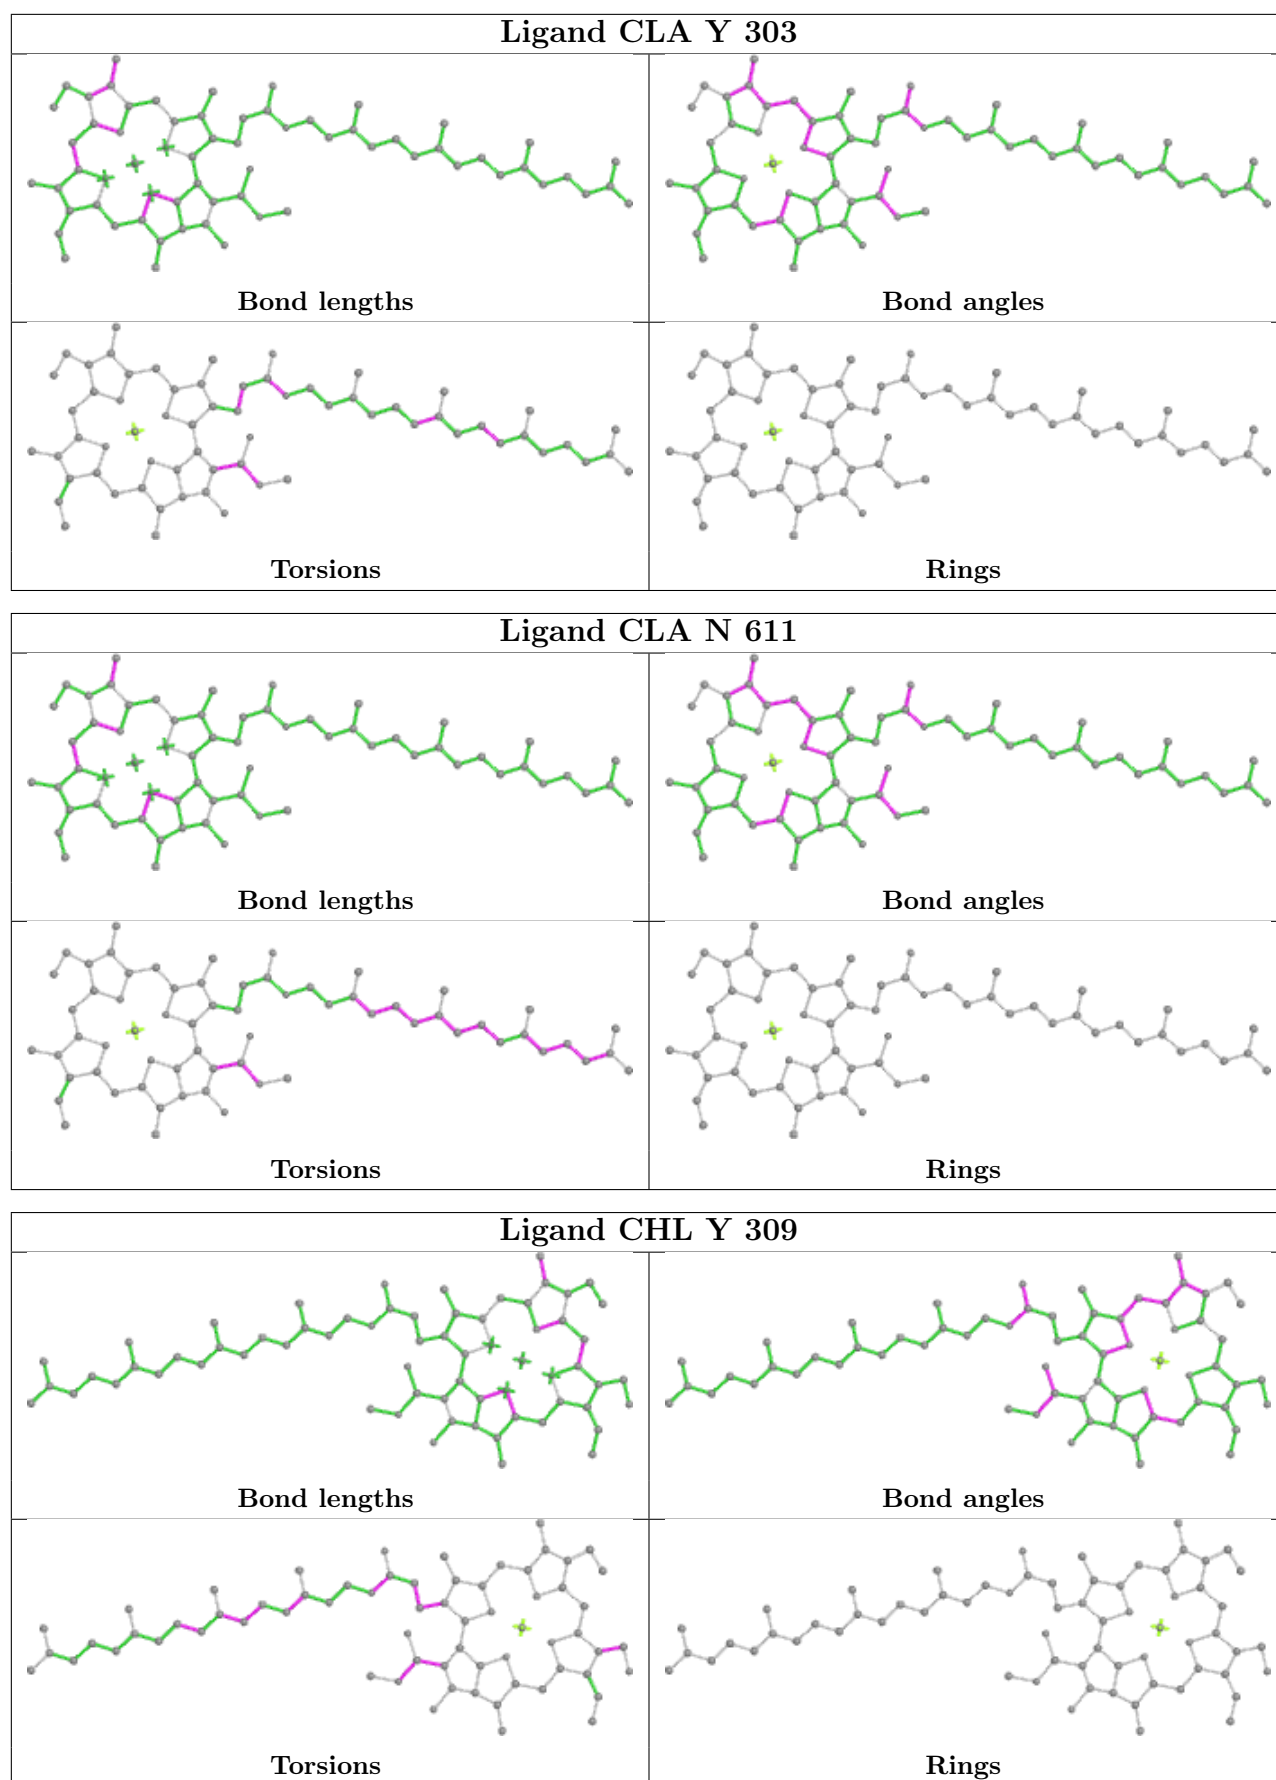 Ligand CLA Y 303
Bond lengths
Bond angles
Torsions
Rings
Ligand CLA N 611
Bond lengths
Bond angles
Torsions
Rings
Ligand CHL Y 309
Bond lengths
Bond angles
Torsions
Rings